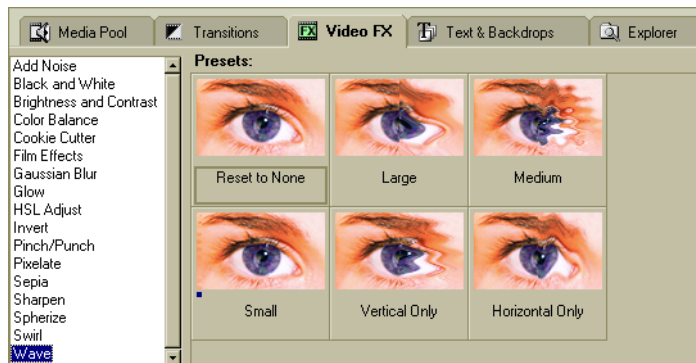 Media Pool Transitions FX Video FX Text & Backdrops Explorer
Presets:
Add Noise
Black and White
Brightness and Contrast
Color Balance
Cookie Cutter
Film Effects
Gaussian Blur
Glow
HSL Adjust
Invert
Pinch/Punch
Pixelate
Sepia
Sharpen
Spherize
Swirl
Wave
Reset to None Large Medium
Small Vertical Only Horizontal Only